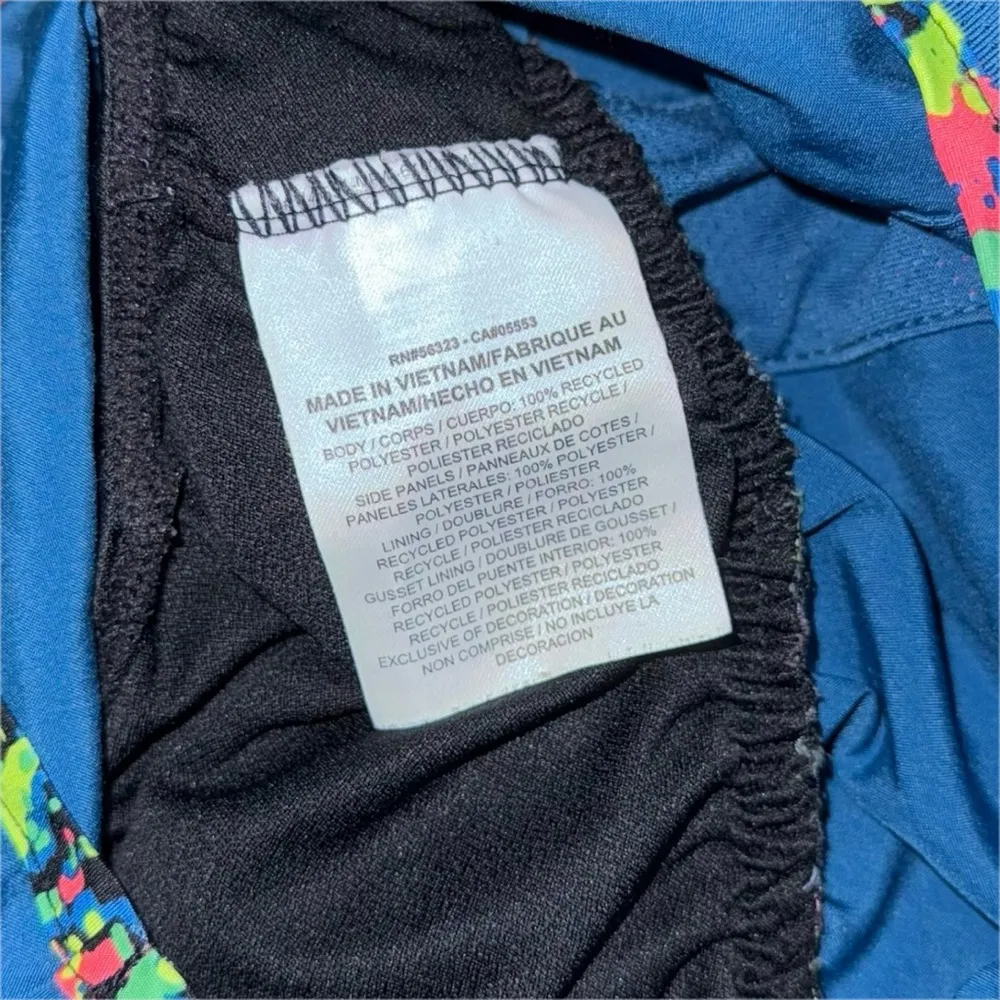 RN#56323 - CA#05553
MADE IN VIETNAM/FABRIQUE AU
VIETNAM/HECHO EN VIETNAM
BODY / CORPS / CUERPO: 100% RECYCLED
POLYESTER / POLYESTER RECYCLE /
POLIESTER RECICLADO
SIDE PANELS / PANNEAUX DE COTES /
PANELES LATERALES: 100% POLYESTER /
POLYESTER / POLIESTER
LINING / DOUBLURE / FORRO: 100%
RECYCLED POLYESTER / POLYESTER
RECYCLE / POLIESTER RECICLADO
GUSSET LINING / DOUBLURE DE GOUSSET /
FORRO DEL PUENTE INTERIOR: 100%
RECYCLED POLYESTER / POLYESTER
RECYCLE / POLIESTER RECICLADO
EXCLUSIVE OF DECORATION / DECORATION
NON COMPRISE / NO INCLUYE LA
DECORACION